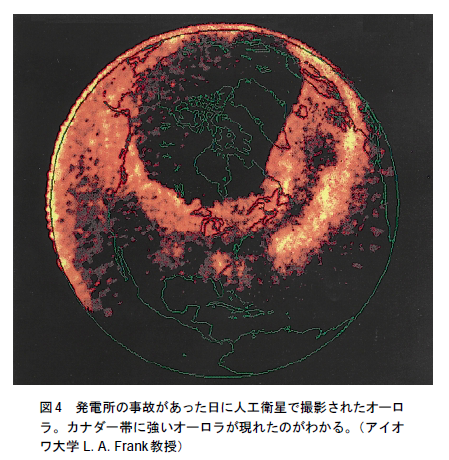 図4 発電所の事故があった日に人工衛星で撮影されたオーロ
ラ。カナダ一帯に強いオーロラが現れたのがわかる。（アイオ
ワ大学 L. A. Frank教授）